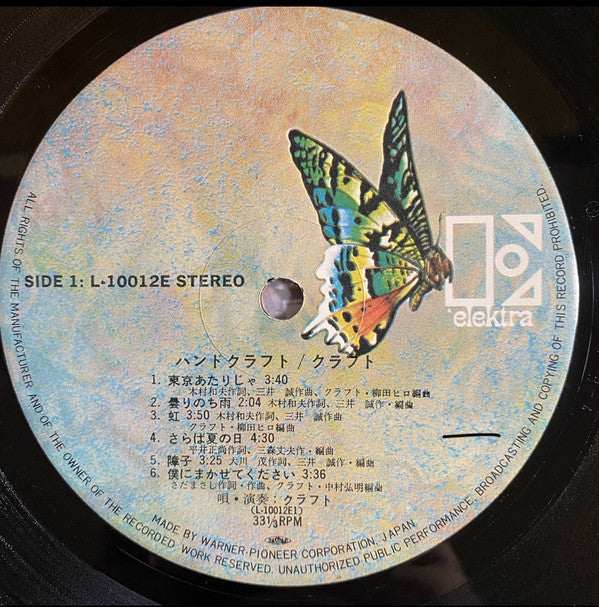 elektra
SIDE 1: L-10012E STEREO
ハンドクラフト / クラフト
1. 東京あたりじゃ 3:40
木村和夫作詞、三井 誠作曲、クラフト・柳田ヒロ編曲
2. 曇りのち雨 2:04 木村和夫作詞、三井 誠作・編曲
3. 虹 3:50 木村和夫作詞、三井 誠作曲
クラフト・柳田ヒロ編曲
4. さらば夏の日 4:30
平井正尚作詞、三森丈夫作・編曲
5. 障子 3:25 大川 茂作詞、三井 誠作・編曲
6. 僕にまかせてください 3:36
さだまさし作詞・作曲、クラフト・中村弘明編曲
唄・演奏：クラフト
(L-10012E1)
33⅓RPM
MADE BY WARNER-PIONEER CORPORATION, JAPAN.
ALL RIGHTS OF THE MANUFACTURER AND OF THE OWNER OF THE RECORDED WORK RESERVED. UNAUTHORIZED PUBLIC PERFORMANCE, BROADCASTING AND COPYING OF THIS RECORD PROHIBITED.